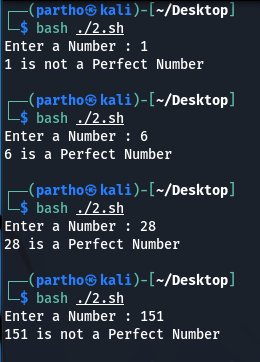 ┌──(partho㉿kali)-[~/Desktop]
└─$ bash ./2.sh
Enter a Number : 1
1 is not a Perfect Number
┌──(partho㉿kali)-[~/Desktop]
└─$ bash ./2.sh
Enter a Number : 6
6 is a Perfect Number
┌──(partho㉿kali)-[~/Desktop]
└─$ bash ./2.sh
Enter a Number : 28
28 is a Perfect Number
┌──(partho㉿kali)-[~/Desktop]
└─$ bash ./2.sh
Enter a Number : 151
151 is not a Perfect Number